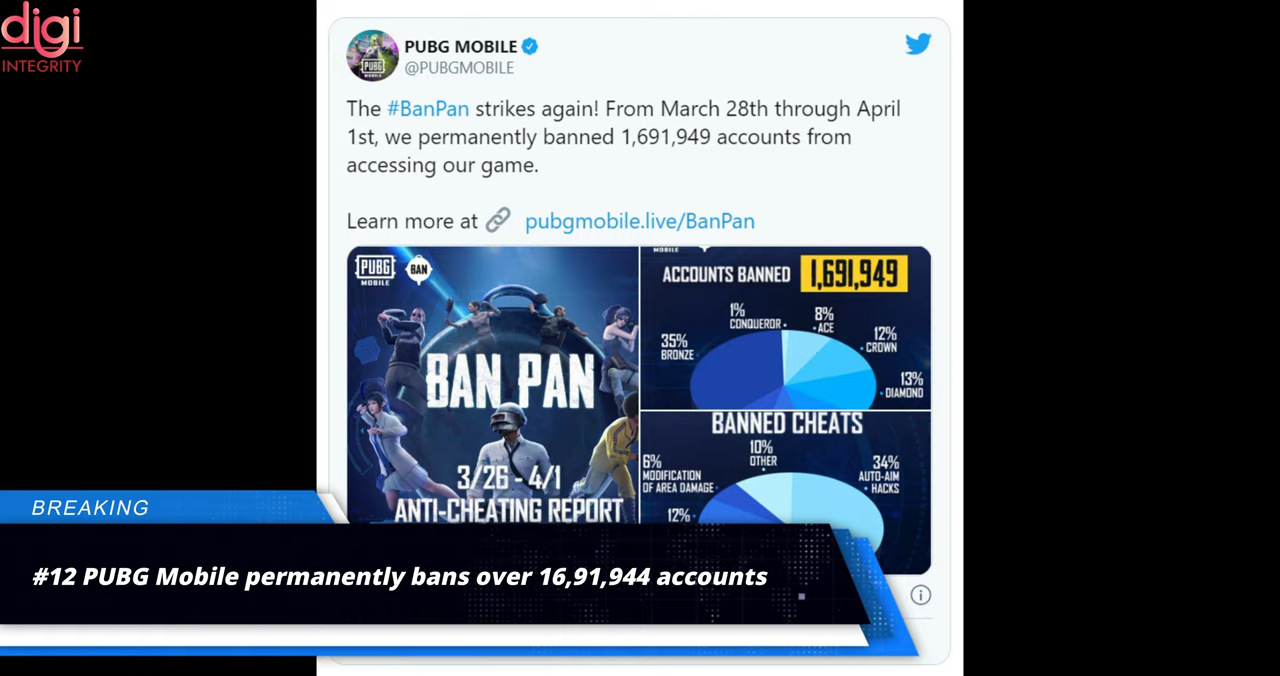 digi
INTEGRITY
PUBG MOBILE
@PUBGMOBILE
The #BanPan strikes again! From March 28th through April
1st, we permanently banned 1,691,949 accounts from
accessing our game.
Learn more at pubgmobile.live/BanPan
PUBG
MOBILE
BAN
BAN PAN
3/26 - 4/1
ANTI-CHEATING REPORT
MOBILE
ACCOUNTS BANNED 1,691,949
1%
CONQUEROR
8%
ACE
35%
BRONZE
12%
CROWN
13%
DIAMOND
BANNED CHEATS
10%
OTHER
6%
MODIFICATION
OF AREA DAMAGE
34%
AUTO-AIM
HACKS
12%
BREAKING
#12 PUBG Mobile permanently bans over 16,91,944 accounts